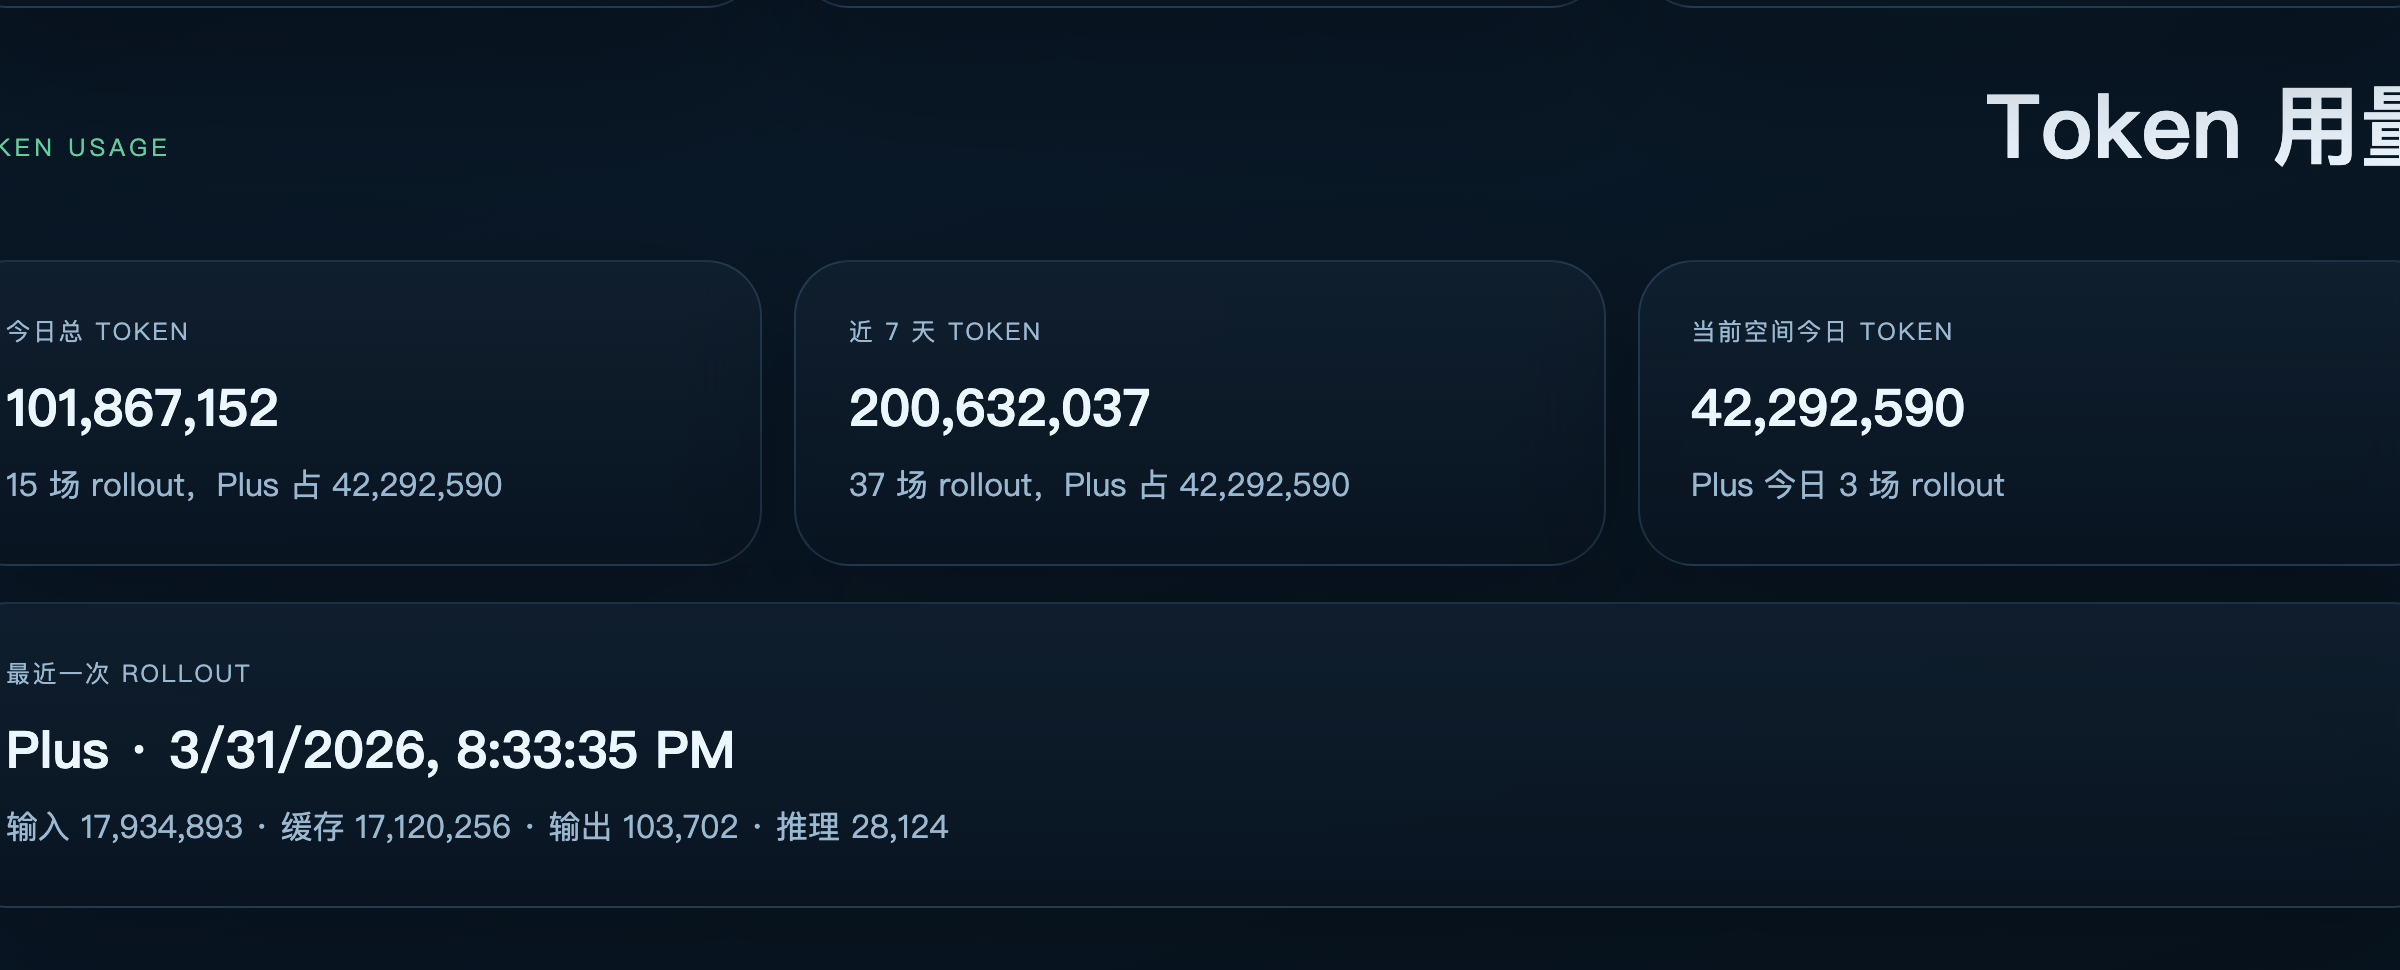 KEN USAGE
Token 用量
今日总 TOKEN
101,867,152
15 场 rollout，Plus 占 42,292,590
近 7 天 TOKEN
200,632,037
37 场 rollout，Plus 占 42,292,590
当前空间今日 TOKEN
42,292,590
Plus 今日 3 场 rollout
最近一次 ROLLOUT
Plus · 3/31/2026, 8:33:35 PM
输入 17,934,893 · 缓存 17,120,256 · 输出 103,702 · 推理 28,124